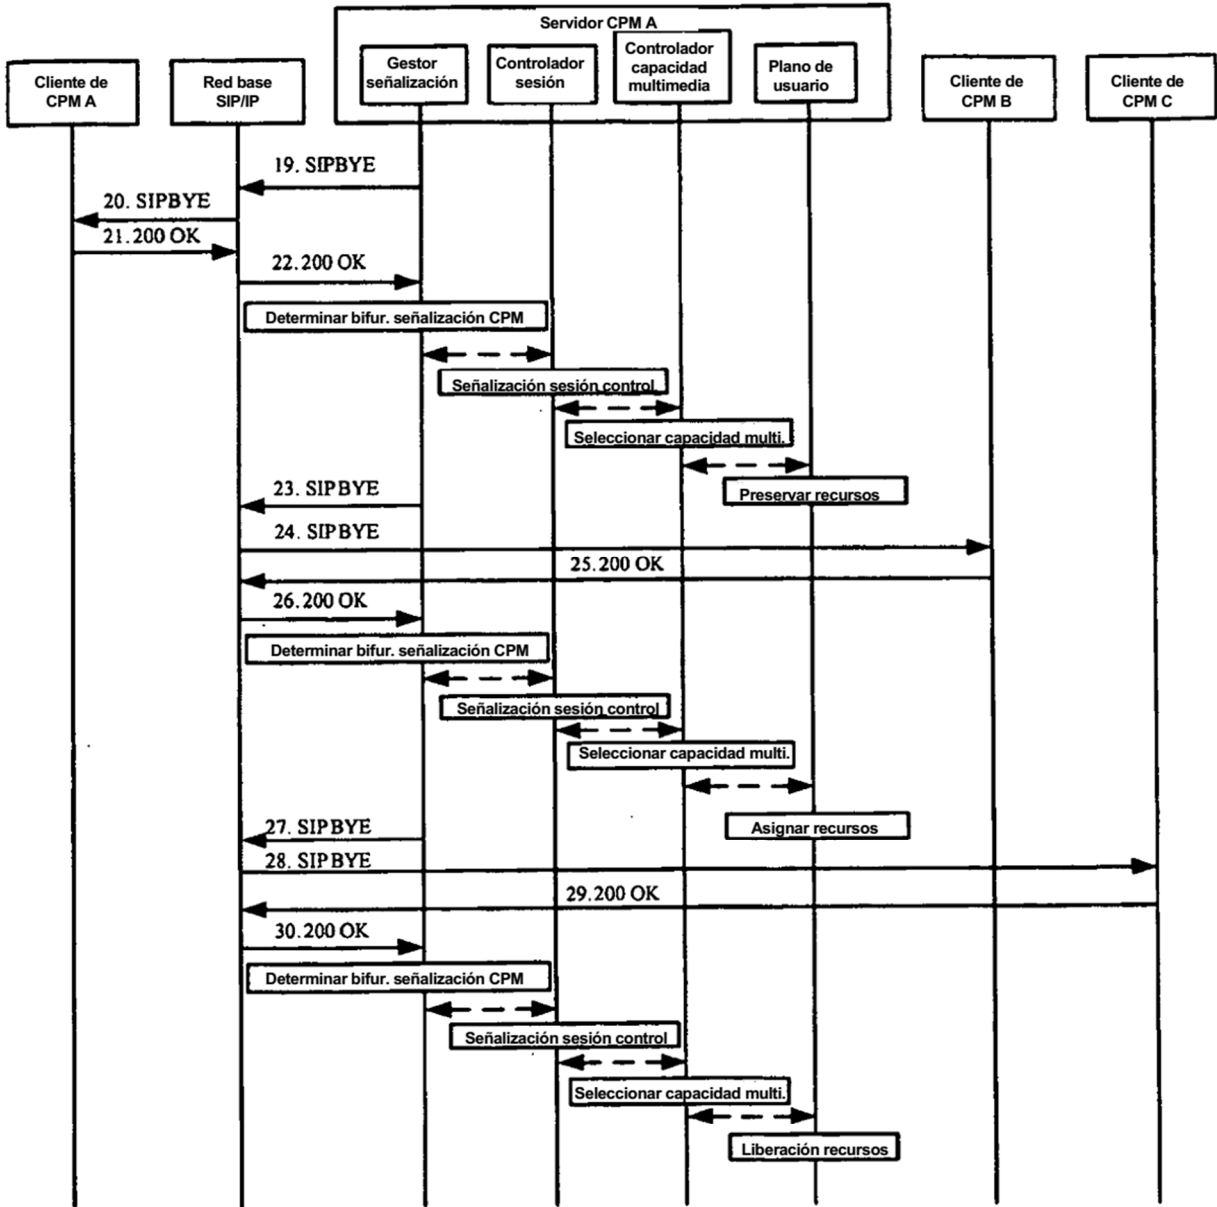 Servidor CPM A
Cliente de
CPM A
Red base
SIP/IP
Gestor
señalización
Controlador
sesión
Controlador
capacidad
multimedia
Plano de
usuario
Cliente de
CPM B
Cliente de
CPM C
19. SIPBYE
20. SIPBYE
21.200 OK
22.200 OK
Determinar bifur. señalización CPM
Señalización sesión control
Seleccionar capacidad multi.
Preservar recursos
23. SIPBYE
24. SIPBYE
25.200 OK
26.200 OK
Determinar bifur. señalización CPM
Señalización sesión control
Seleccionar capacidad multi.
Asignar recursos
27. SIPBYE
28. SIPBYE
29.200 OK
30.200 OK
Determinar bifur. señalización CPM
Señalización sesión control
Seleccionar capacidad multi.
Liberación recursos